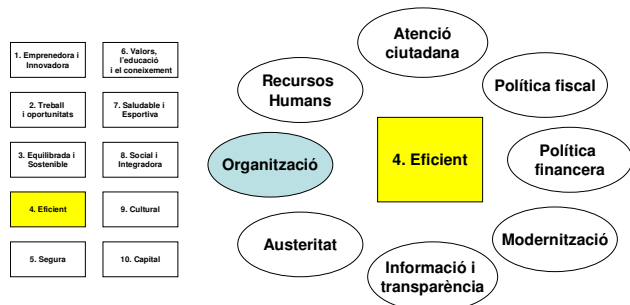 1. Emprenedora i
Innovadora
6. Valors,
l'educació
i el coneixement
2. Treball
i oportunitats
7. Saludable i
Esportiva
3. Equilibrada i
Sostenible
8. Social i
Integradora
4. Eficient
9. Cultural
5. Segura
10. Capital
Atenció
ciutadana
Recursos
Humans
Política fiscal
Organització
4. Eficient
Política
financera
Austeritat
Modernització
Informació i
transparència